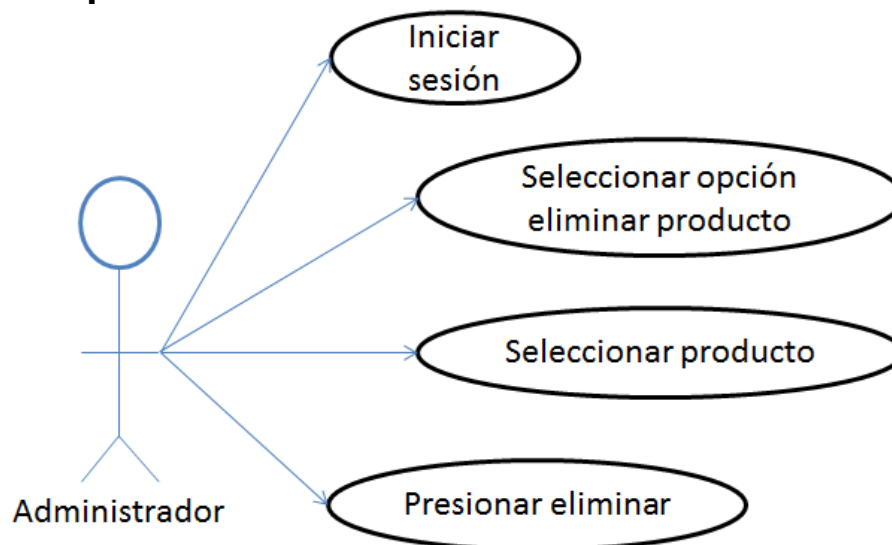 Iniciar
sesión
Seleccionar opción
eliminar producto
Seleccionar producto
Presionar eliminar
Administrador